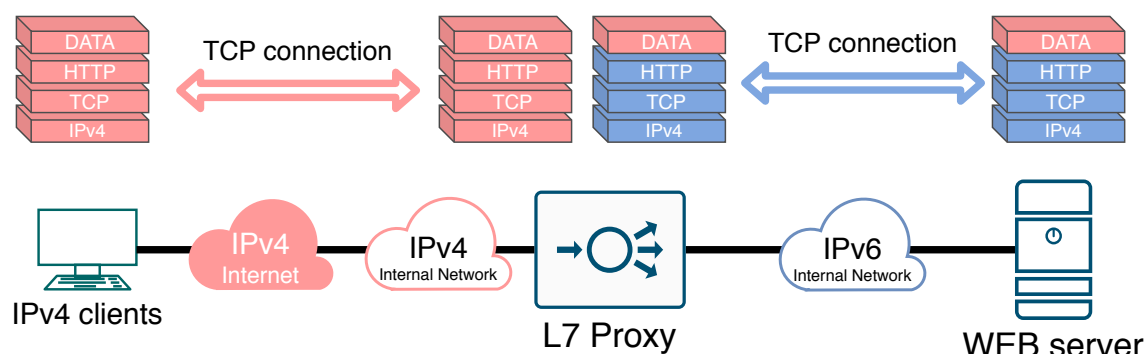 DATA
HTTP
TCP
IPv4
TCP connection
DATA
HTTP
TCP
IPv4
DATA
HTTP
TCP
IPv4
TCP connection
DATA
HTTP
TCP
IPv4
IPv4
Internet
IPv4
Internal Network
IPv6
Internal Network
IPv4 clients
L7 Proxy
WEB server